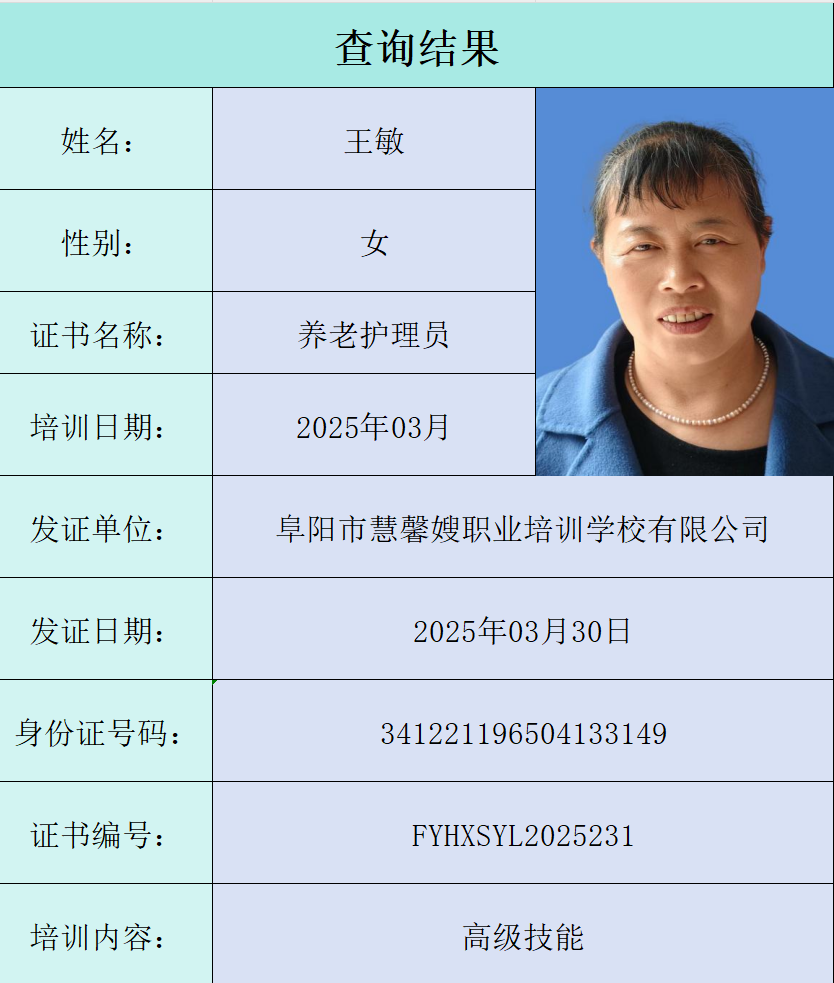 查询结果
姓名： 王敏
性别： 女
证书名称： 养老护理员
培训日期： 2025年03月
发证单位： 阜阳市慧馨嫂职业培训学校有限公司
发证日期： 2025年03月30日
身份证号码： 341221196504133149
证书编号： FYHXSYL2025231
培训内容： 高级技能